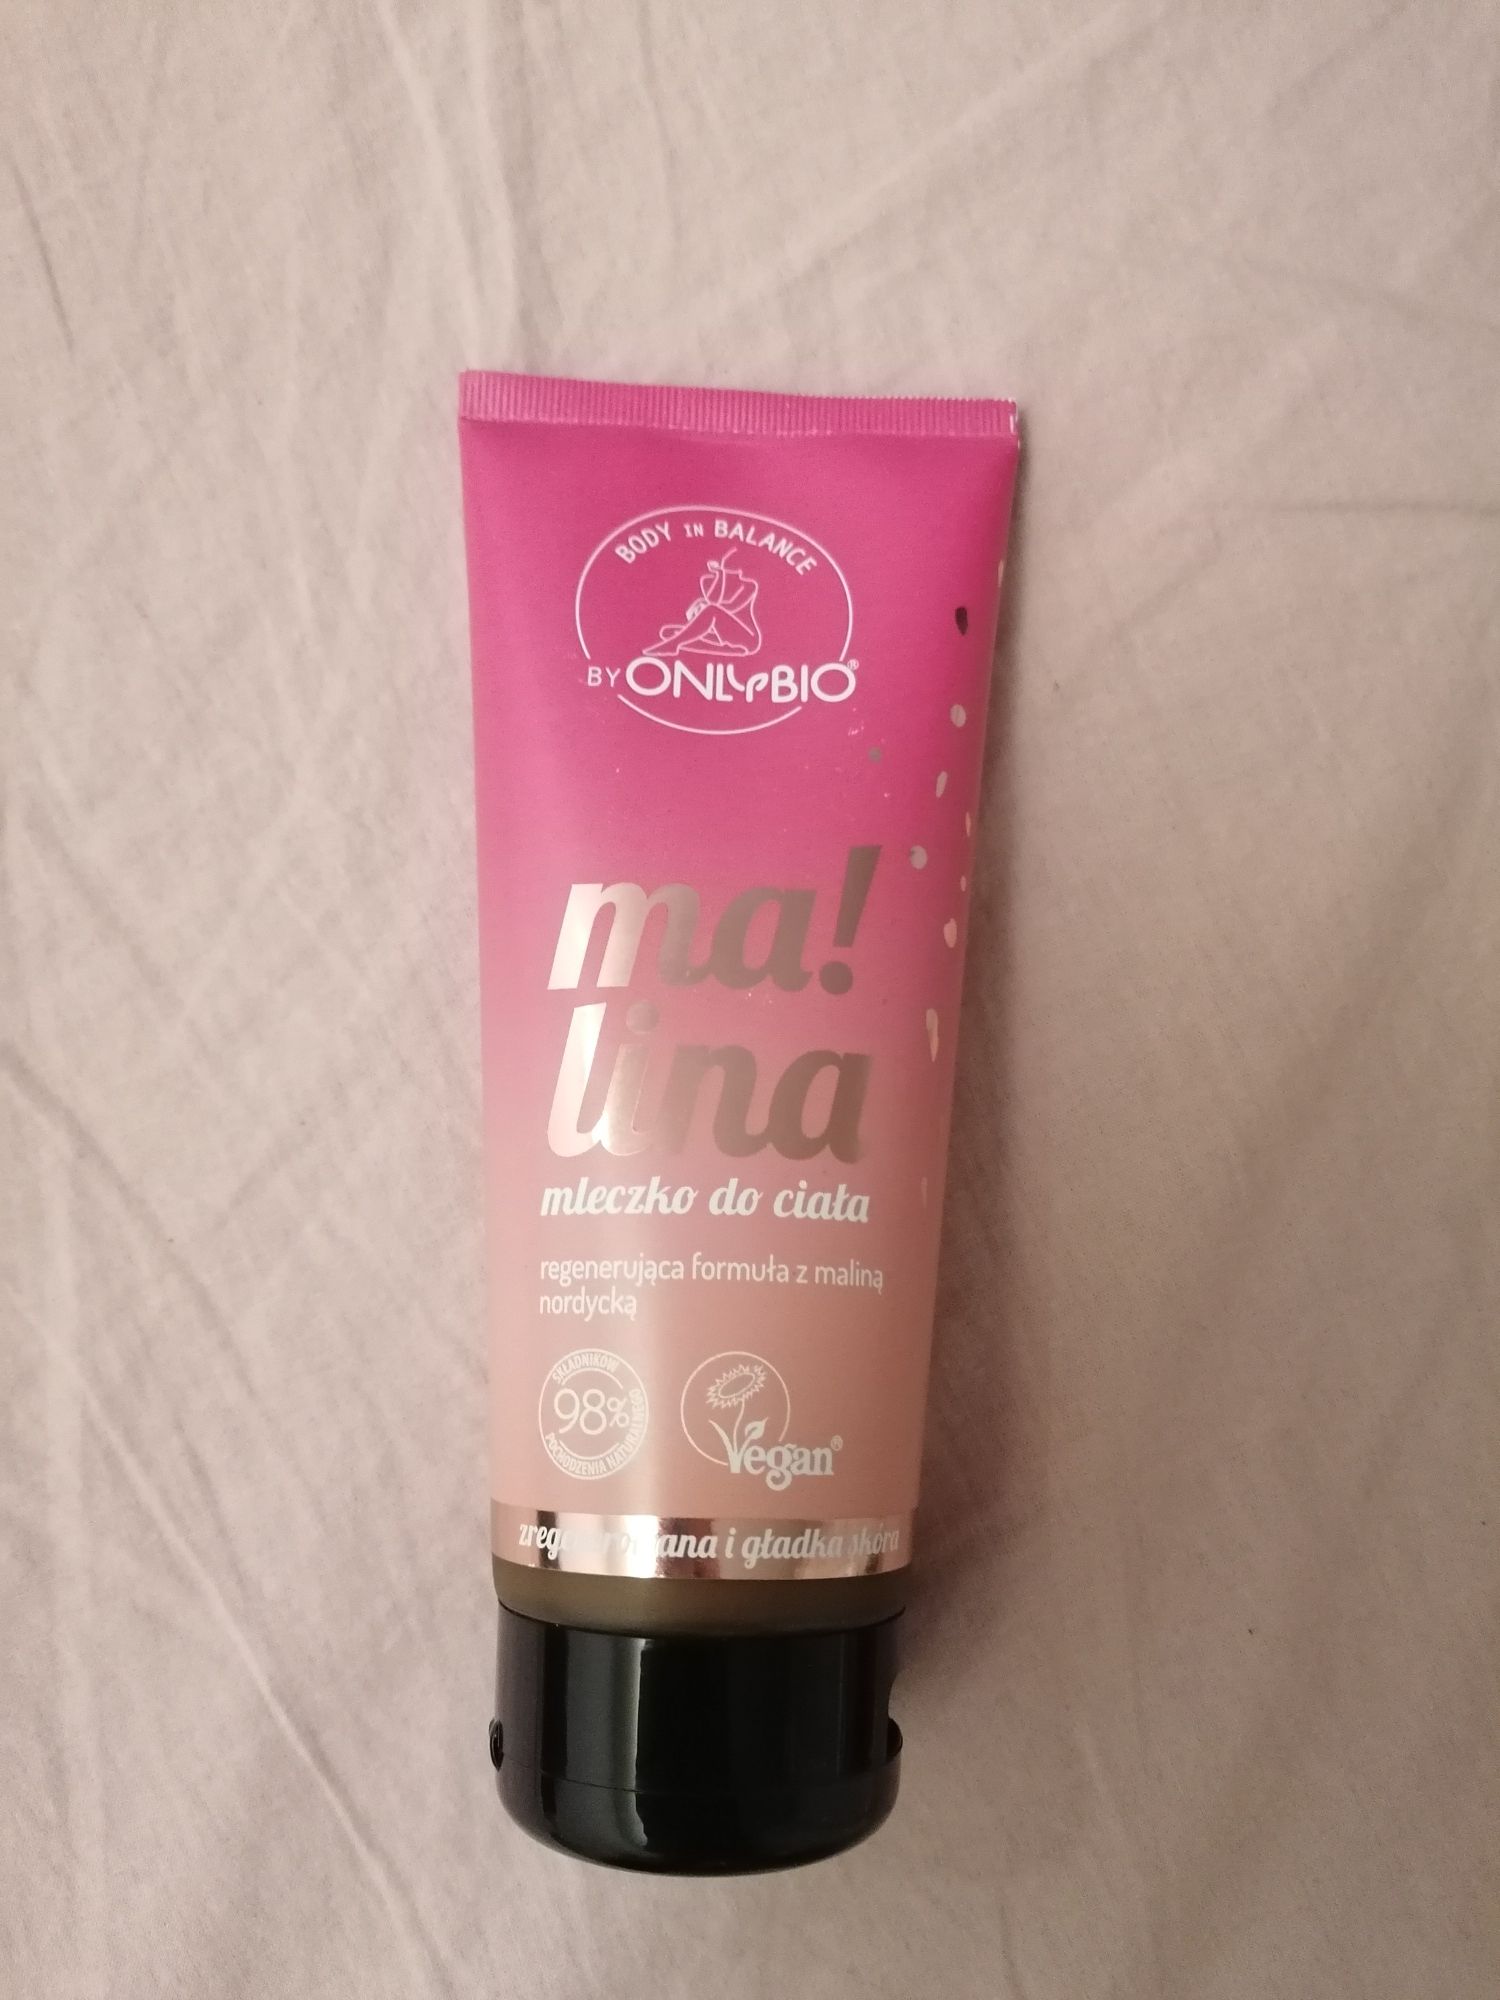 BODY IN BALANCE
BY ONLYBIO®
ma!
lina
mleczko do ciała
regenerująca formuła z maliną
nordycką
98%
SKŁADNIKÓW
POCHODZENIA NATURALNEGO
Vegan®
zregenerowana i gładka skóra